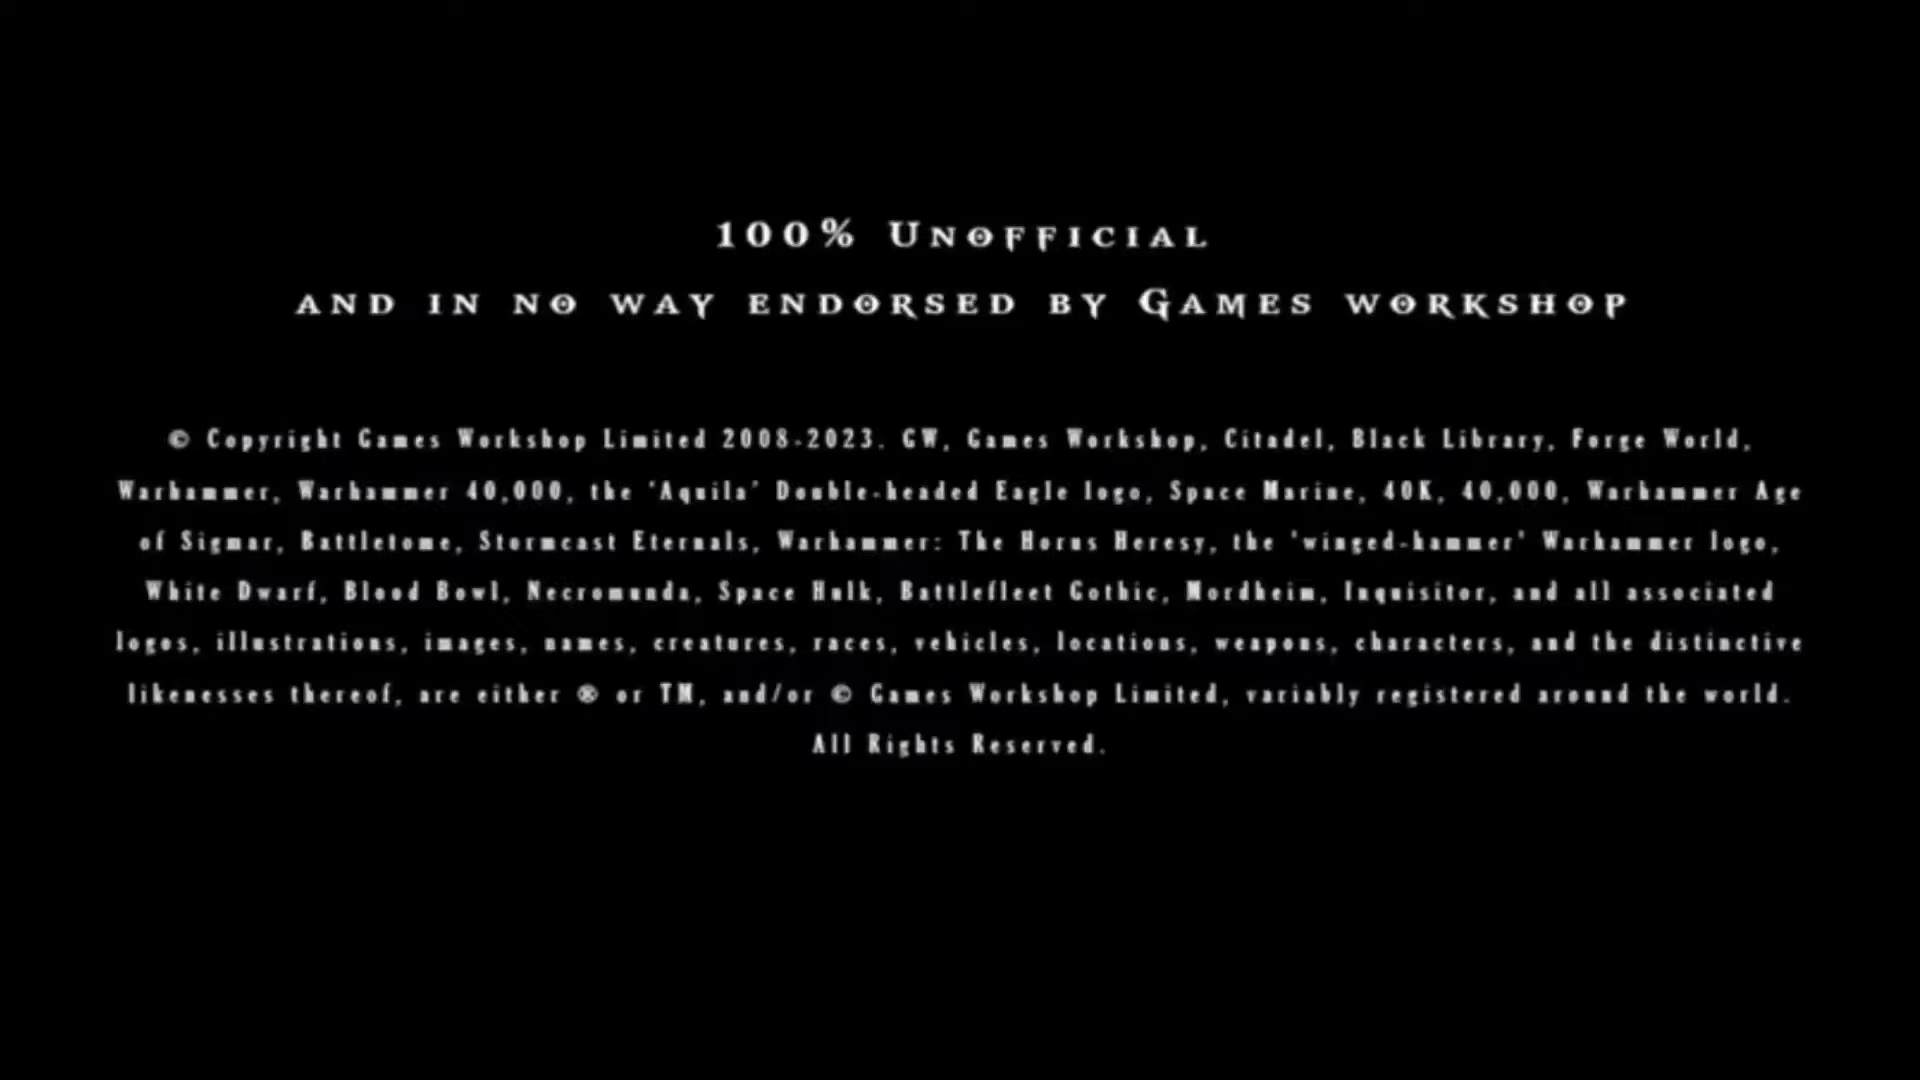 100% Unofficial
and in no way endorsed by Games workshop
© Copyright Games Workshop Limited 2008-2023. GW, Games Workshop, Citadel, Black Library, Forge World,
Warhammer, Warhammer 40,000, the ‘Aquila’ Double-headed Eagle logo, Space Marine, 40K, 40,000, Warhammer Age
of Sigmar, Battletome, Stormcast Eternals, Warhammer: The Horus Heresy, the 'winged-hammer' Warhammer logo,
White Dwarf, Blood Bowl, Necromunda, Space Hulk, Battlefleet Gothic, Mordheim, Inquisitor, and all associated
logos, illustrations, images, names, creatures, races, vehicles, locations, weapons, characters, and the distinctive
likenesses thereof, are either ® or TM, and/or © Games Workshop Limited, variably registered around the world.
All Rights Reserved.